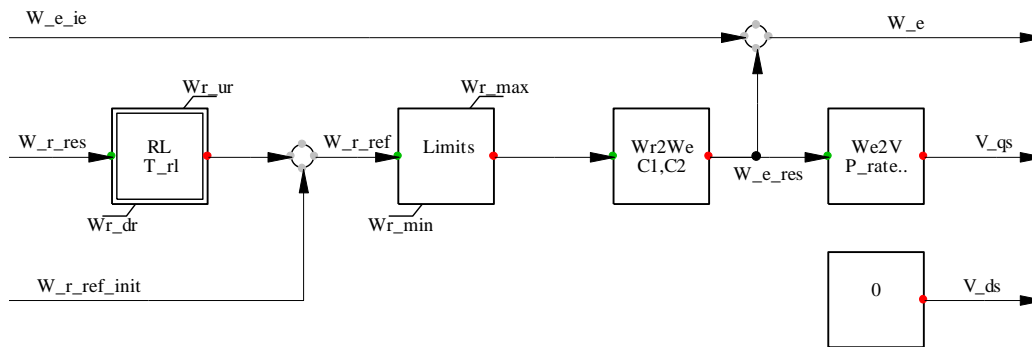 W_e_ie
W_e
Wr_ur
Wr_max
W_r_res
RL
T_rl
W_r_ref
Limits
Wr2We
C1,C2
W_e_res
We2V
P_rate..
V_qs
Wr_dr
Wr_min
W_r_ref_init
0
V_ds